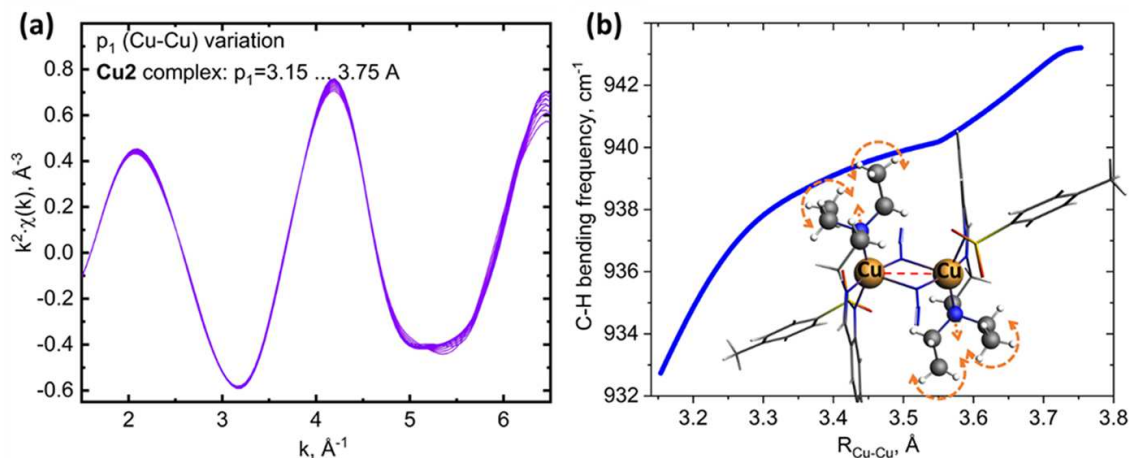 (a)
p₁ (Cu-Cu) variation
Cu2 complex: p₁=3.15 ... 3.75 A
k²·χ(k), Å⁻³
0.8
0.6
0.4
0.2
0.0
-0.2
-0.4
-0.6
2
3
4
5
6
k, Å⁻¹
(b)
C-H bending frequency, cm⁻¹
942
940
938
936
934
932
Cu
Cu
3.2
3.3
3.4
3.5
3.6
3.7
3.8
R_Cu-Cu, Å